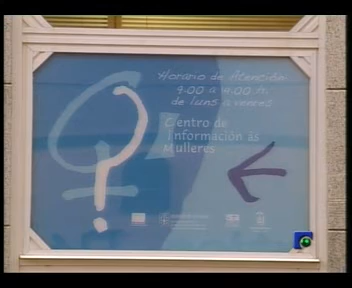 Horario de Atención
9:00 a 14:00 h.
de luns a venres
Centro de
Información ás
Mulleres